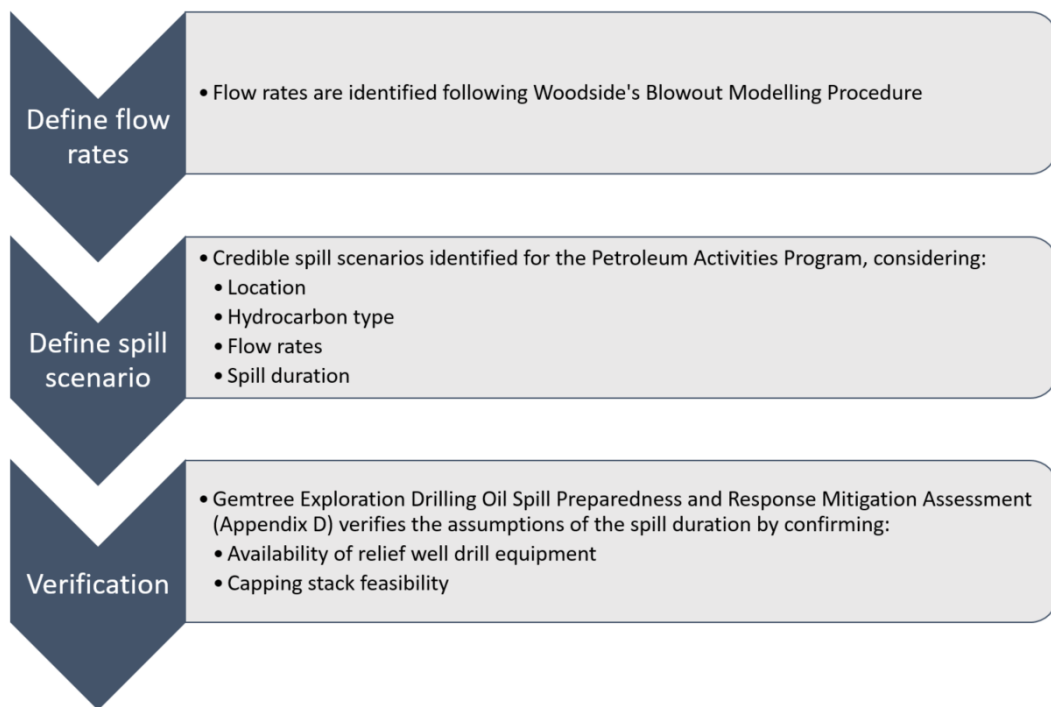 Define flow
rates
• Flow rates are identified following Woodside's Blowout Modelling Procedure
Define spill
scenario
• Credible spill scenarios identified for the Petroleum Activities Program, considering:
• Location
• Hydrocarbon type
• Flow rates
• Spill duration
Verification
• Gemtree Exploration Drilling Oil Spill Preparedness and Response Mitigation Assessment
(Appendix D) verifies the assumptions of the spill duration by confirming:
• Availability of relief well drill equipment
• Capping stack feasibility